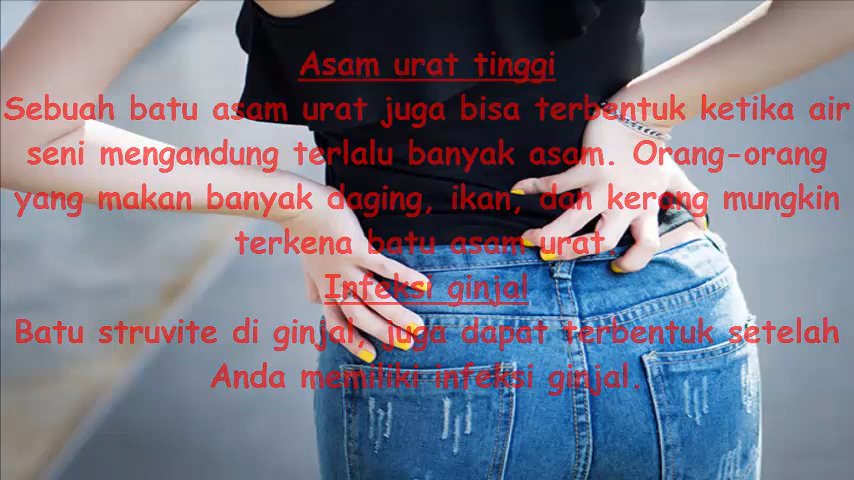 Asam urat tinggi
Sebuah batu asam urat juga bisa terbentuk ketika air
seni mengandung terlalu banyak asam. Orang-orang
yang makan banyak daging, ikan, dan kerang mungkin
terkena batu asam urat.
Infeksi ginjal
Batu struvite di ginjal, juga dapat terbentuk setelah
Anda memiliki infeksi ginjal.